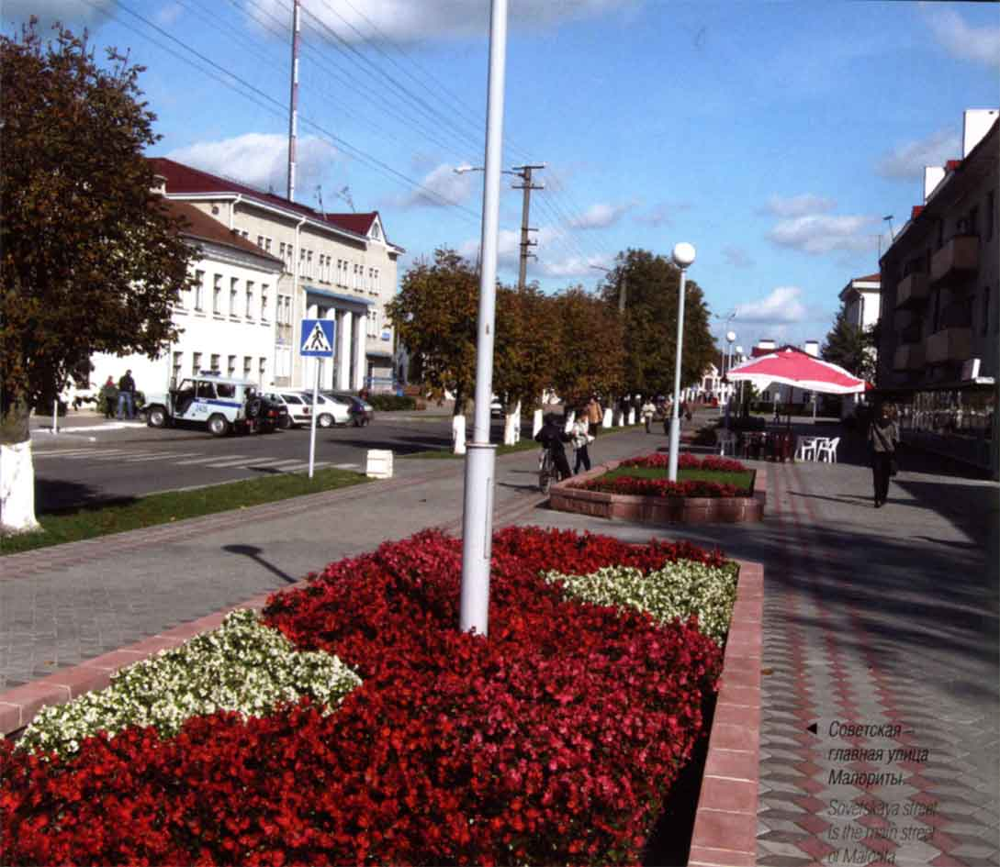 ◄ Советская –
главная улица
Малориты.
Sovetskaya street
Is the main street
of